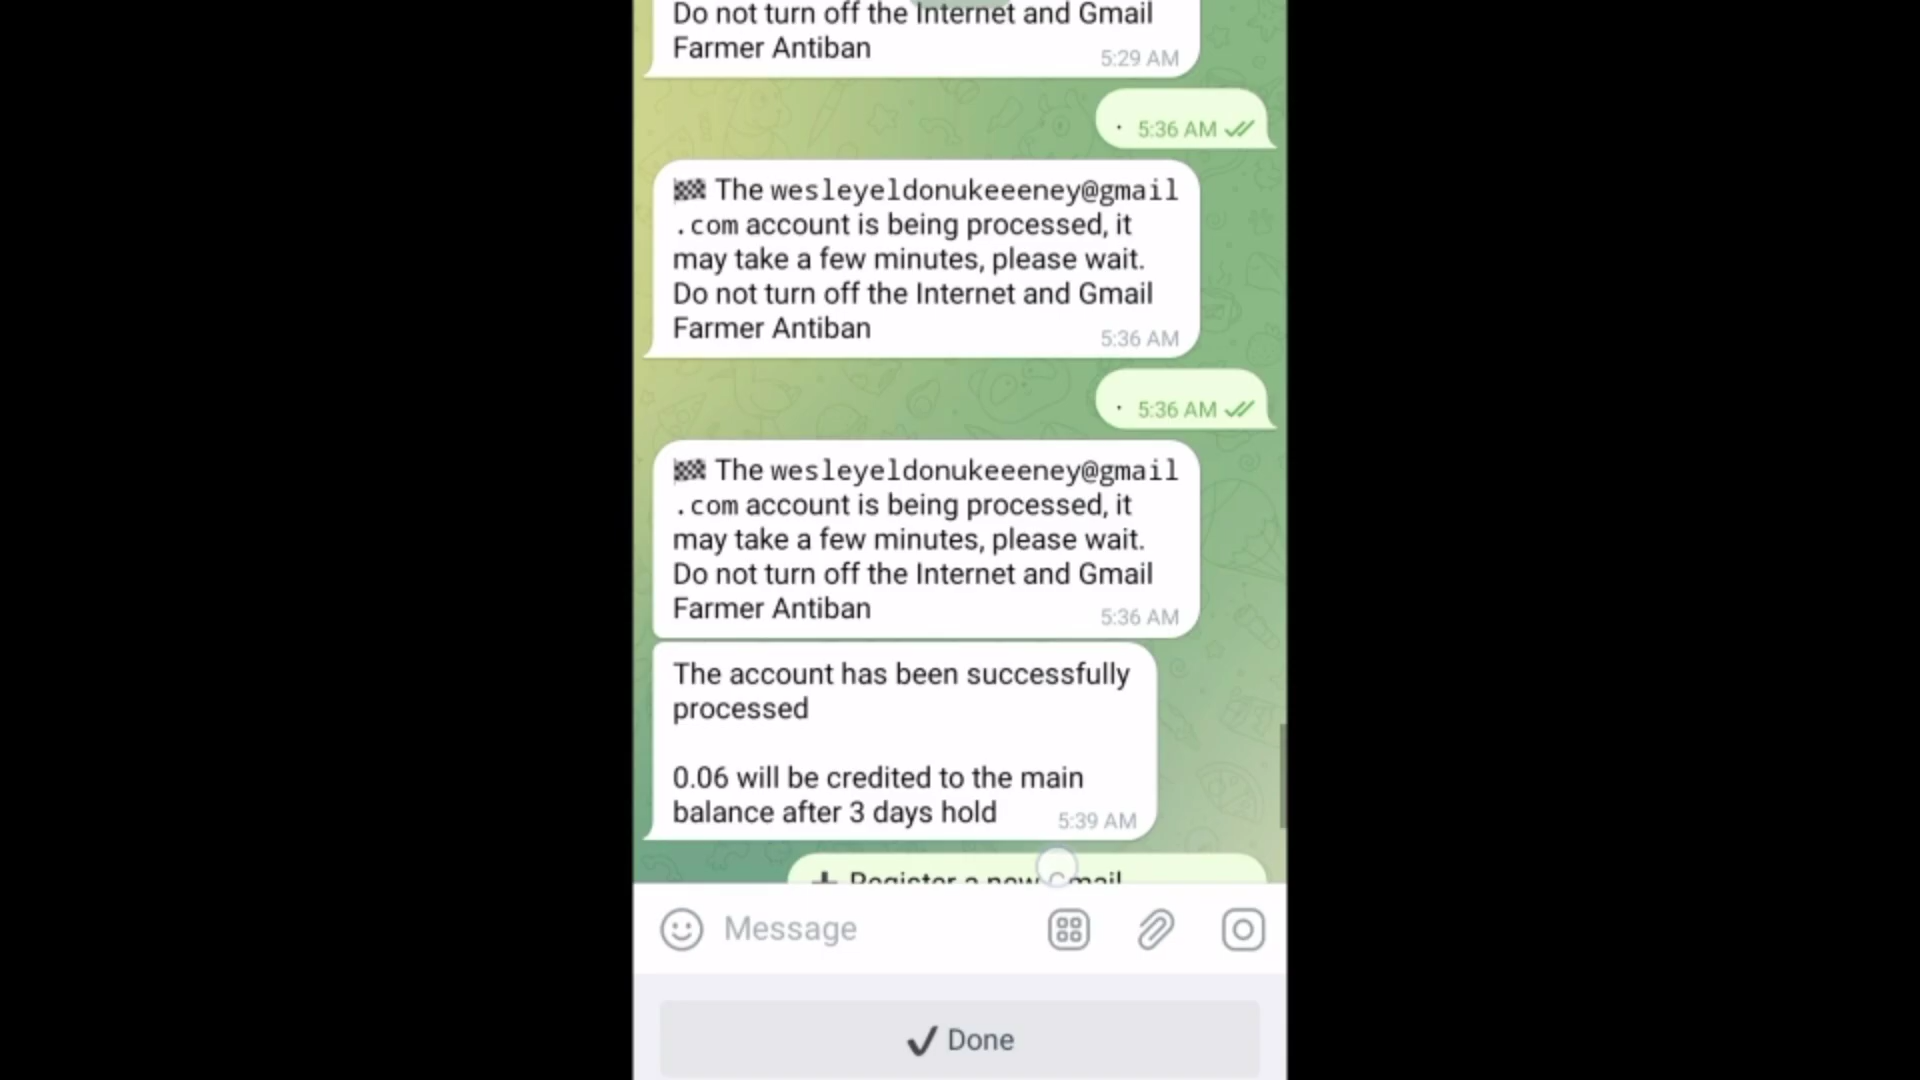 Do not turn off the Internet and Gmail
Farmer Antiban
5:29 AM
. 5:36 AM
🏁 The wesleyeldonukeeeney@gmail
.com account is being processed, it
may take a few minutes, please wait.
Do not turn off the Internet and Gmail
Farmer Antiban
5:36 AM
. 5:36 AM
🏁 The wesleyeldonukeeeney@gmail
.com account is being processed, it
may take a few minutes, please wait.
Do not turn off the Internet and Gmail
Farmer Antiban
5:36 AM
The account has been successfully
processed
0.06 will be credited to the main
balance after 3 days hold
5:39 AM
➕ Register a new Gmail
Message
✔ Done